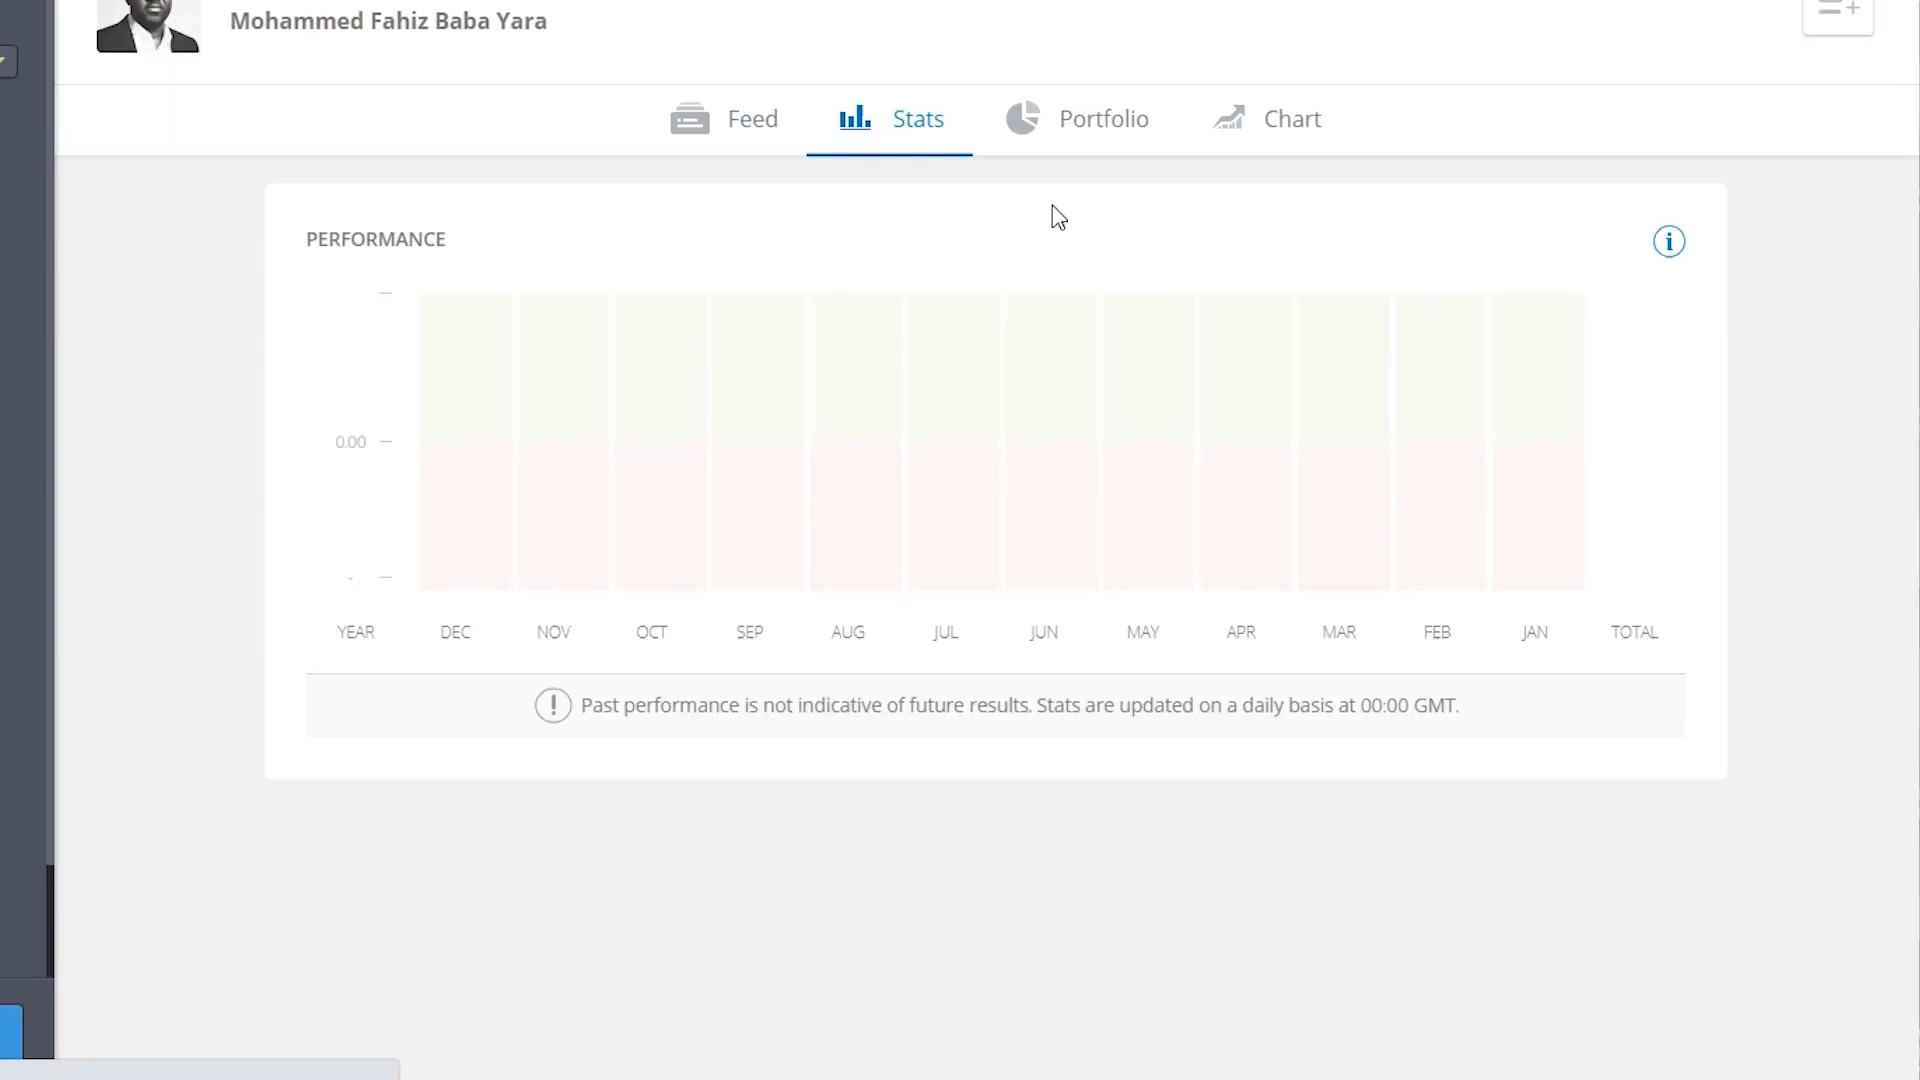 Mohammed Fahiz Baba Yara
Feed Stats Portfolio Chart
PERFORMANCE
0.00
-
YEAR DEC NOV OCT SEP AUG JUL JUN MAY APR MAR FEB JAN TOTAL
Past performance is not indicative of future results. Stats are updated on a daily basis at 00:00 GMT.